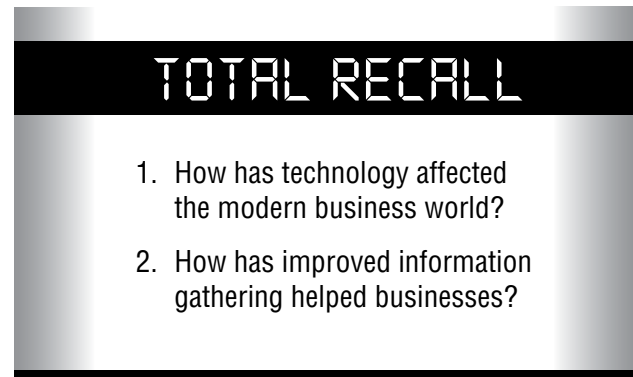 TOTAL RECALL
1. How has technology affected
the modern business world?
2. How has improved information
gathering helped businesses?